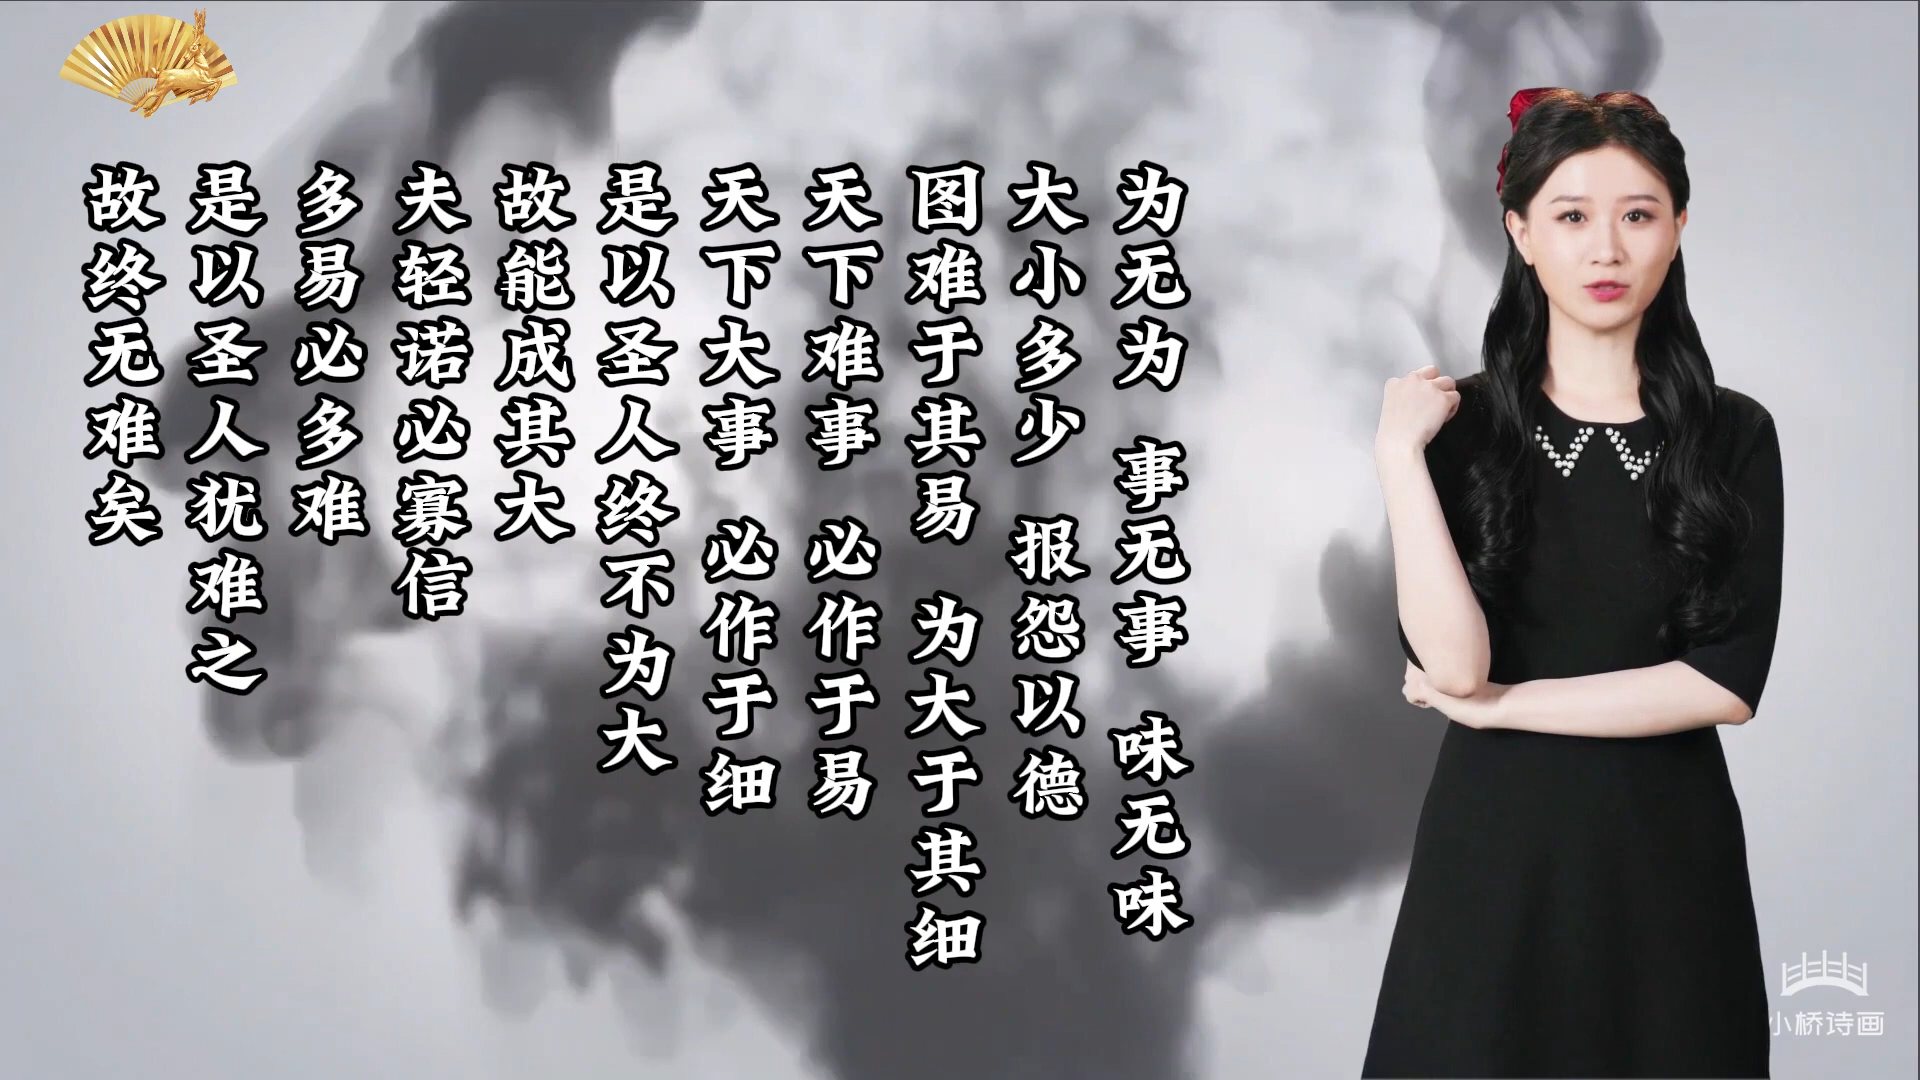 为无为 事无事 味无味
大小多少 报怨以德
图难于其易 为大于其细
天下难事 必作于易
天下大事 必作于细
是以圣人终不为大
故能成其大
夫轻诺必寡信
多易必多难
是以圣人犹难之
故终无难矣
小桥诗画